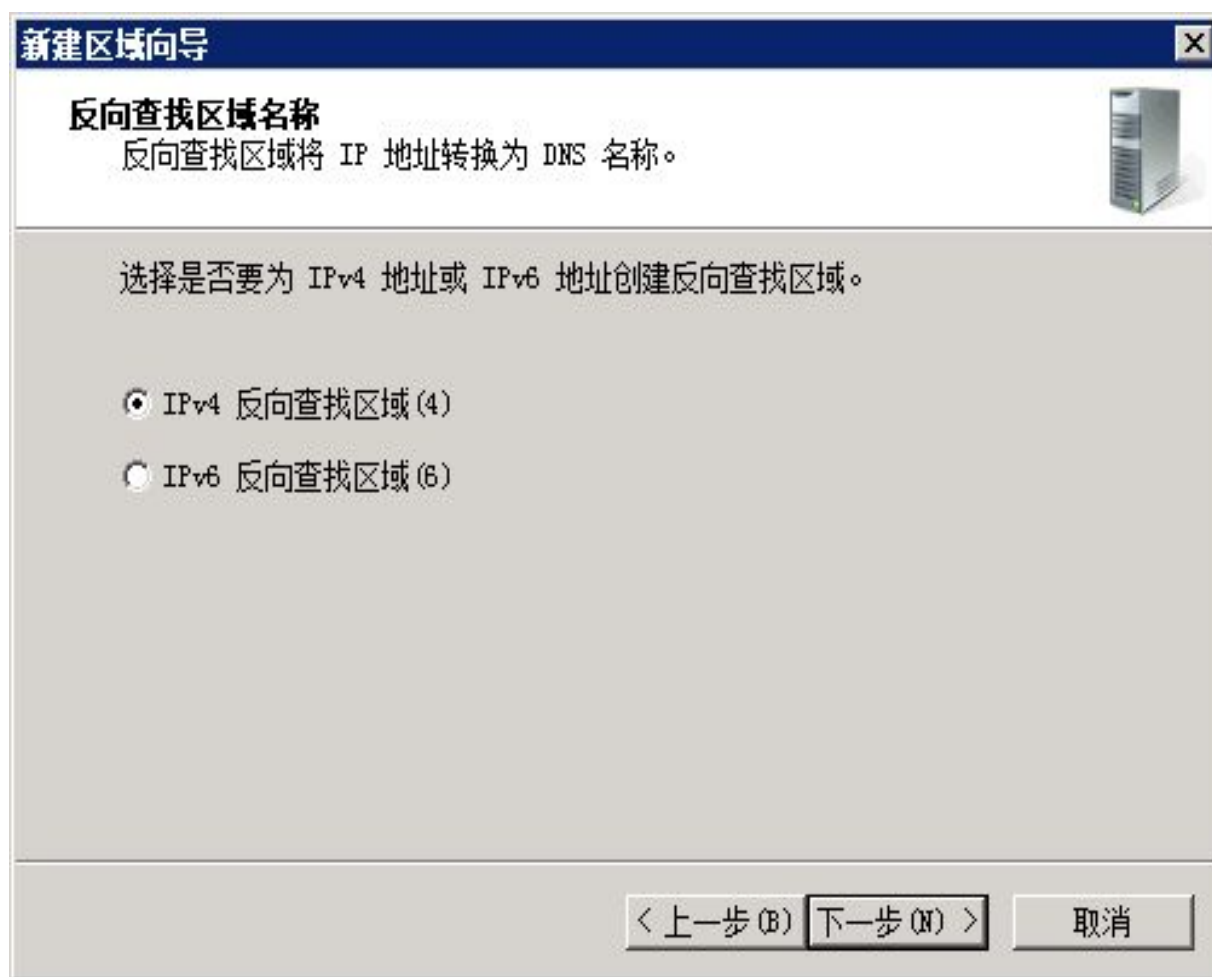 新建区域向导
反向查找区域名称
反向查找区域将 IP 地址转换为 DNS 名称。
选择是否要为 IPv4 地址或 IPv6 地址创建反向查找区域。
IPv4 反向查找区域(4)
IPv6 反向查找区域(6)
< 上一步(B) 下一步(N) > 取消